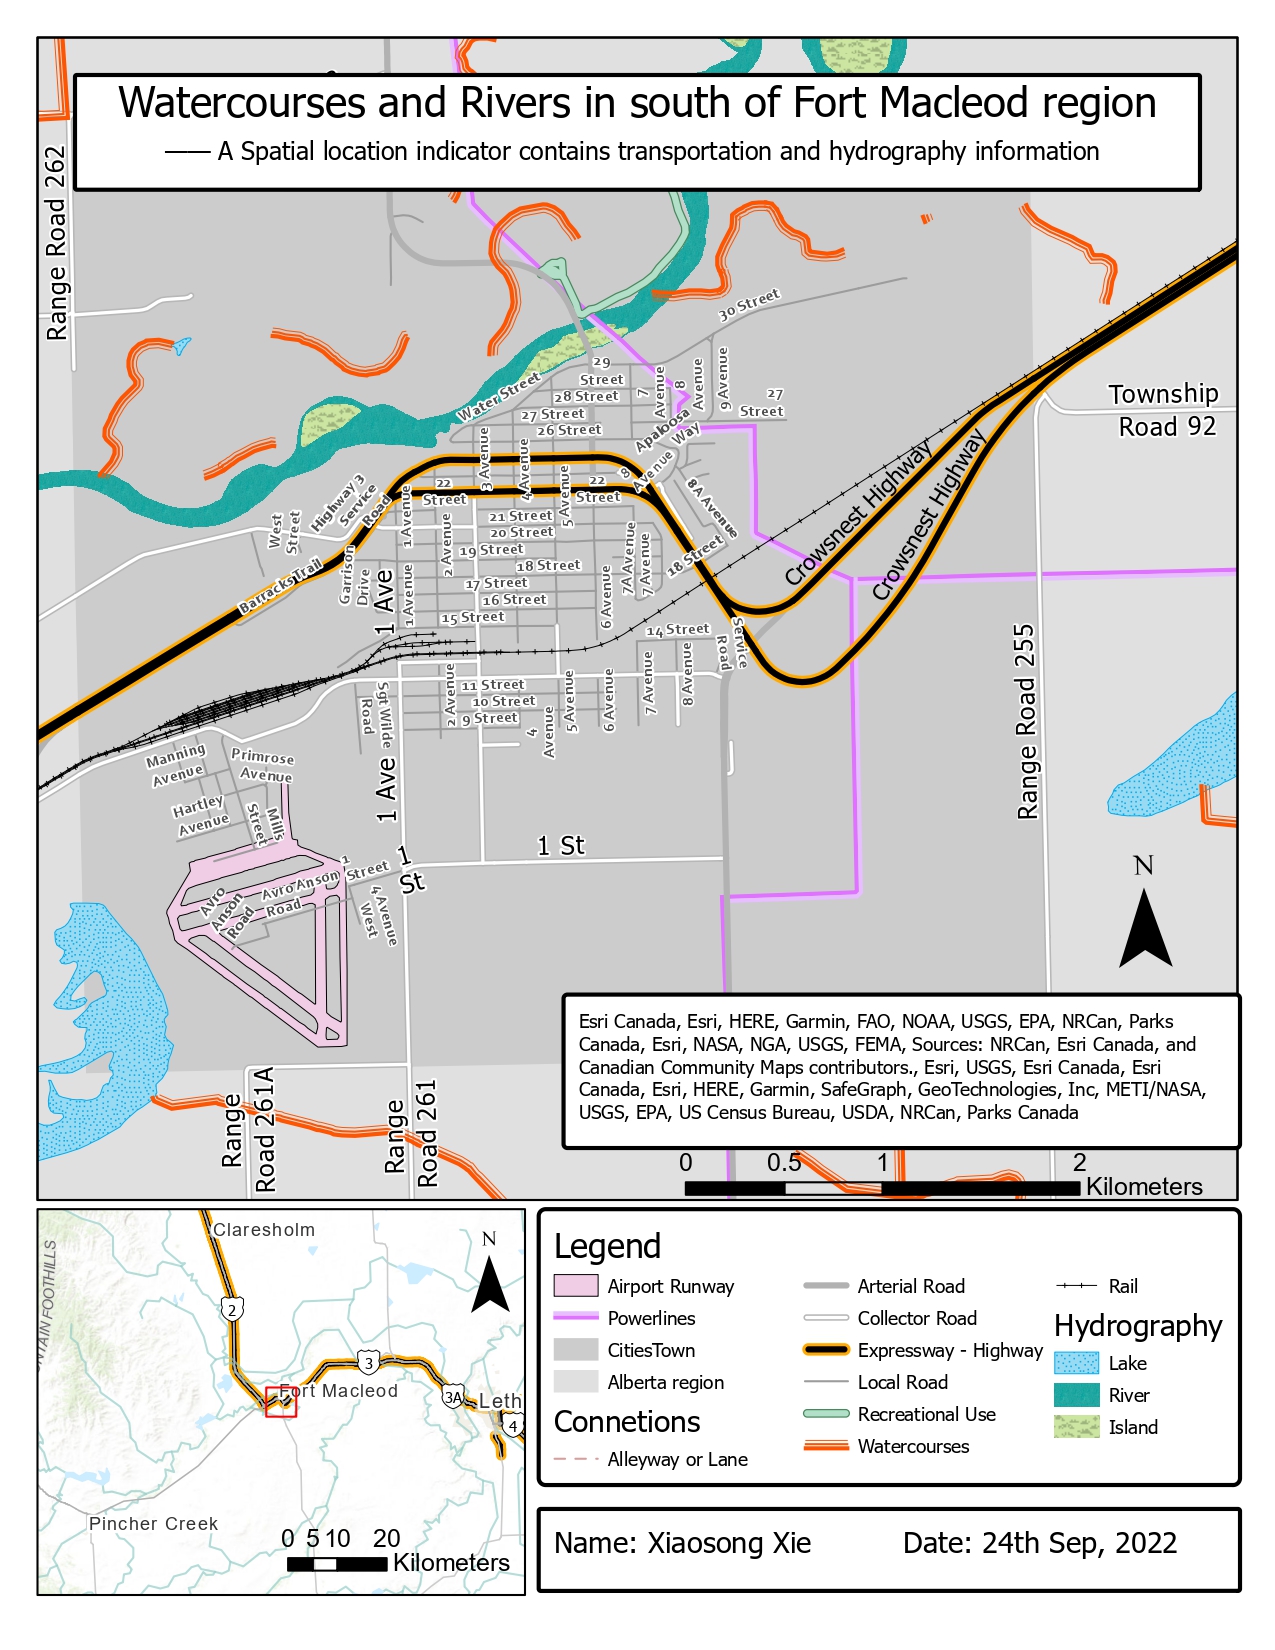 Watercourses and Rivers in south of Fort Macleod region
—— A Spatial location indicator contains transportation and hydrography information
Range Road 262
Range
Road 261A
Range
Road 261
Manning
Avenue
Hartley
Avenue
Primrose
Avenue
Mills
Street
Avro
Anson
Road
Avro Anson
Road
1
Street
4 Avenue
West
Barracks Trail
West
Street
Highway 3
Service
Road
Garrison
Drive
Sgt Wilde
Road
1 Ave
1 Ave
1
St
1 Avenue
1 Avenue
2 Avenue
2 Avenue
22
Street
3 Avenue
4 Avenue
4
Avenue
5 Avenue
5 Avenue
6 Avenue
6 Avenue
7A Avenue
7 Avenue
7 Avenue
8 Avenue
9 Street
10 Street
11 Street
15 Street
16 Street
17 Street
18 Street
19 Street
20 Street
21 Street
22
Street
26 Street
27 Street
28 Street
29
Street
Water Street
14 Street
18 Street
8
Avenue
8A Avenue
Apaloosa
Way
7
Avenue
8
Avenue
9 Avenue
27
Street
30 Street
Service
Road
1 St
Crowsnest Highway
Crowsnest Highway
Range Road 255
Township
Road 92
N
Esri Canada, Esri, HERE, Garmin, FAO, NOAA, USGS, EPA, NRCan, Parks
Canada, Esri, NASA, NGA, USGS, FEMA, Sources: NRCan, Esri Canada, and
Canadian Community Maps contributors., Esri, USGS, Esri Canada, Esri
Canada, Esri, HERE, Garmin, SafeGraph, GeoTechnologies, Inc, METI/NASA,
USGS, EPA, US Census Bureau, USDA, NRCan, Parks Canada
0 0.5 1 2
Kilometers
NTAIN FOOTHILLS
Claresholm
Pincher Creek
Fort Macleod
Leth
2
3
3A
4
N
0 5 10 20
Kilometers
Legend
Airport Runway
Powerlines
CitiesTown
Alberta region
Connetions
Alleyway or Lane
Arterial Road
Collector Road
Expressway - Highway
Local Road
Recreational Use
Watercourses
Rail
Hydrography
Lake
River
Island
Name: Xiaosong Xie Date: 24th Sep, 2022